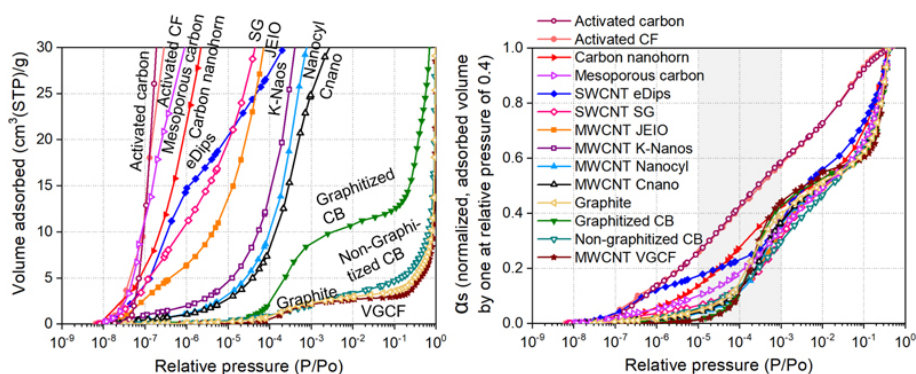 Volume adsorbed (cm³(STP)/g)
30
25
20
15
10
5
0
Activated carbon
Activated CF
Mesoporous carbon
Carbon nanohorn
eDips
SG
JEIO
K-Naos
Nanocyl
Cnano
Graphitized
CB
Non-Graphi-
tized CB
Graphite
VGCF
10⁻⁹ 10⁻⁸ 10⁻⁷ 10⁻⁶ 10⁻⁵ 10⁻⁴ 10⁻³ 10⁻² 10⁻¹ 10⁰
Relative pressure (P/Po)
αs (normalized, adsorbed volume
by one at relative pressure of 0.4)
1.0
0.8
0.6
0.4
0.2
0.0
10⁻⁹ 10⁻⁸ 10⁻⁷ 10⁻⁶ 10⁻⁵ 10⁻⁴ 10⁻³ 10⁻² 10⁻¹ 10⁰
Relative pressure (P/Po)
Activated carbon
Activated CF
Carbon nanohorn
Mesoporous carbon
SWCNT eDips
SWCNT SG
MWCNT JEIO
MWCNT K-Nanos
MWCNT Nanocyl
MWCNT Cnano
Graphite
Graphitized CB
Non-graphitized CB
MWCNT VGCF